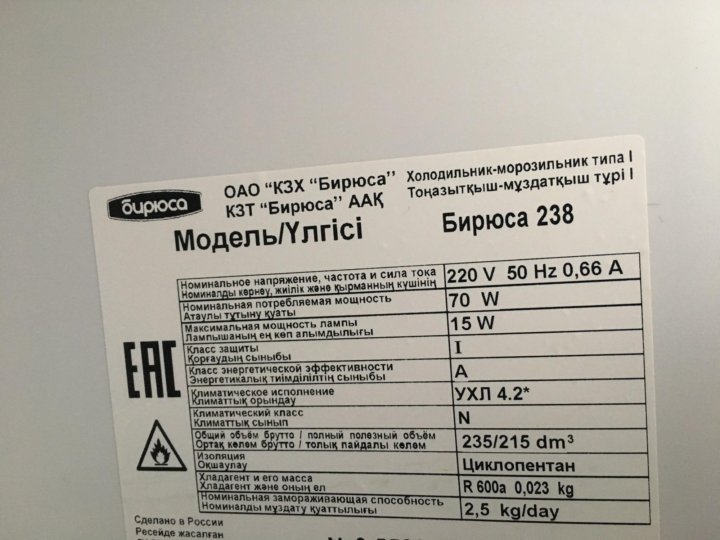 бирюса
ОАО “КЗХ “Бирюса”
КЗТ “Бирюса” ААҚ
Холодильник-морозильник типа I
Тоңазытқыш-мұздатқыш түрі I
Модель/Үлгісі Бирюса 238
Номинальное напряжение, частота и сила тока 220 V 50 Hz 0,66 A
Номиналды кернеу, жиілік және қырманның күшінің
Номинальная потребляемая мощность 70 W
Атаулы тұтыну қуаты
Максимальная мощность лампы 15 W
Лампышаның ең көп алымдылығы
Класс защиты I
Қорғаудың сыныбы
Класс энергетической эффективности A
Энергетикалық тиімділітің сыныбы
Климатическое исполнение УХЛ 4.2*
Климаттық орындау
Климатический класс N
Климаттық сынып
Общий объём брутто / полный полезный объём 235/215 dm³
Ортақ көлем брутто / толық пайдалы көлем
Изоляция Циклопентан
Оқшаулау
Хладагент и его масса R 600a 0,023 kg
Хладагент және оның ел
Номинальная замораживающая способность 2,5 kg/day
Номиналды мұздату қуаттылығы
EAC
Сделано в России
Ресейде жасалған